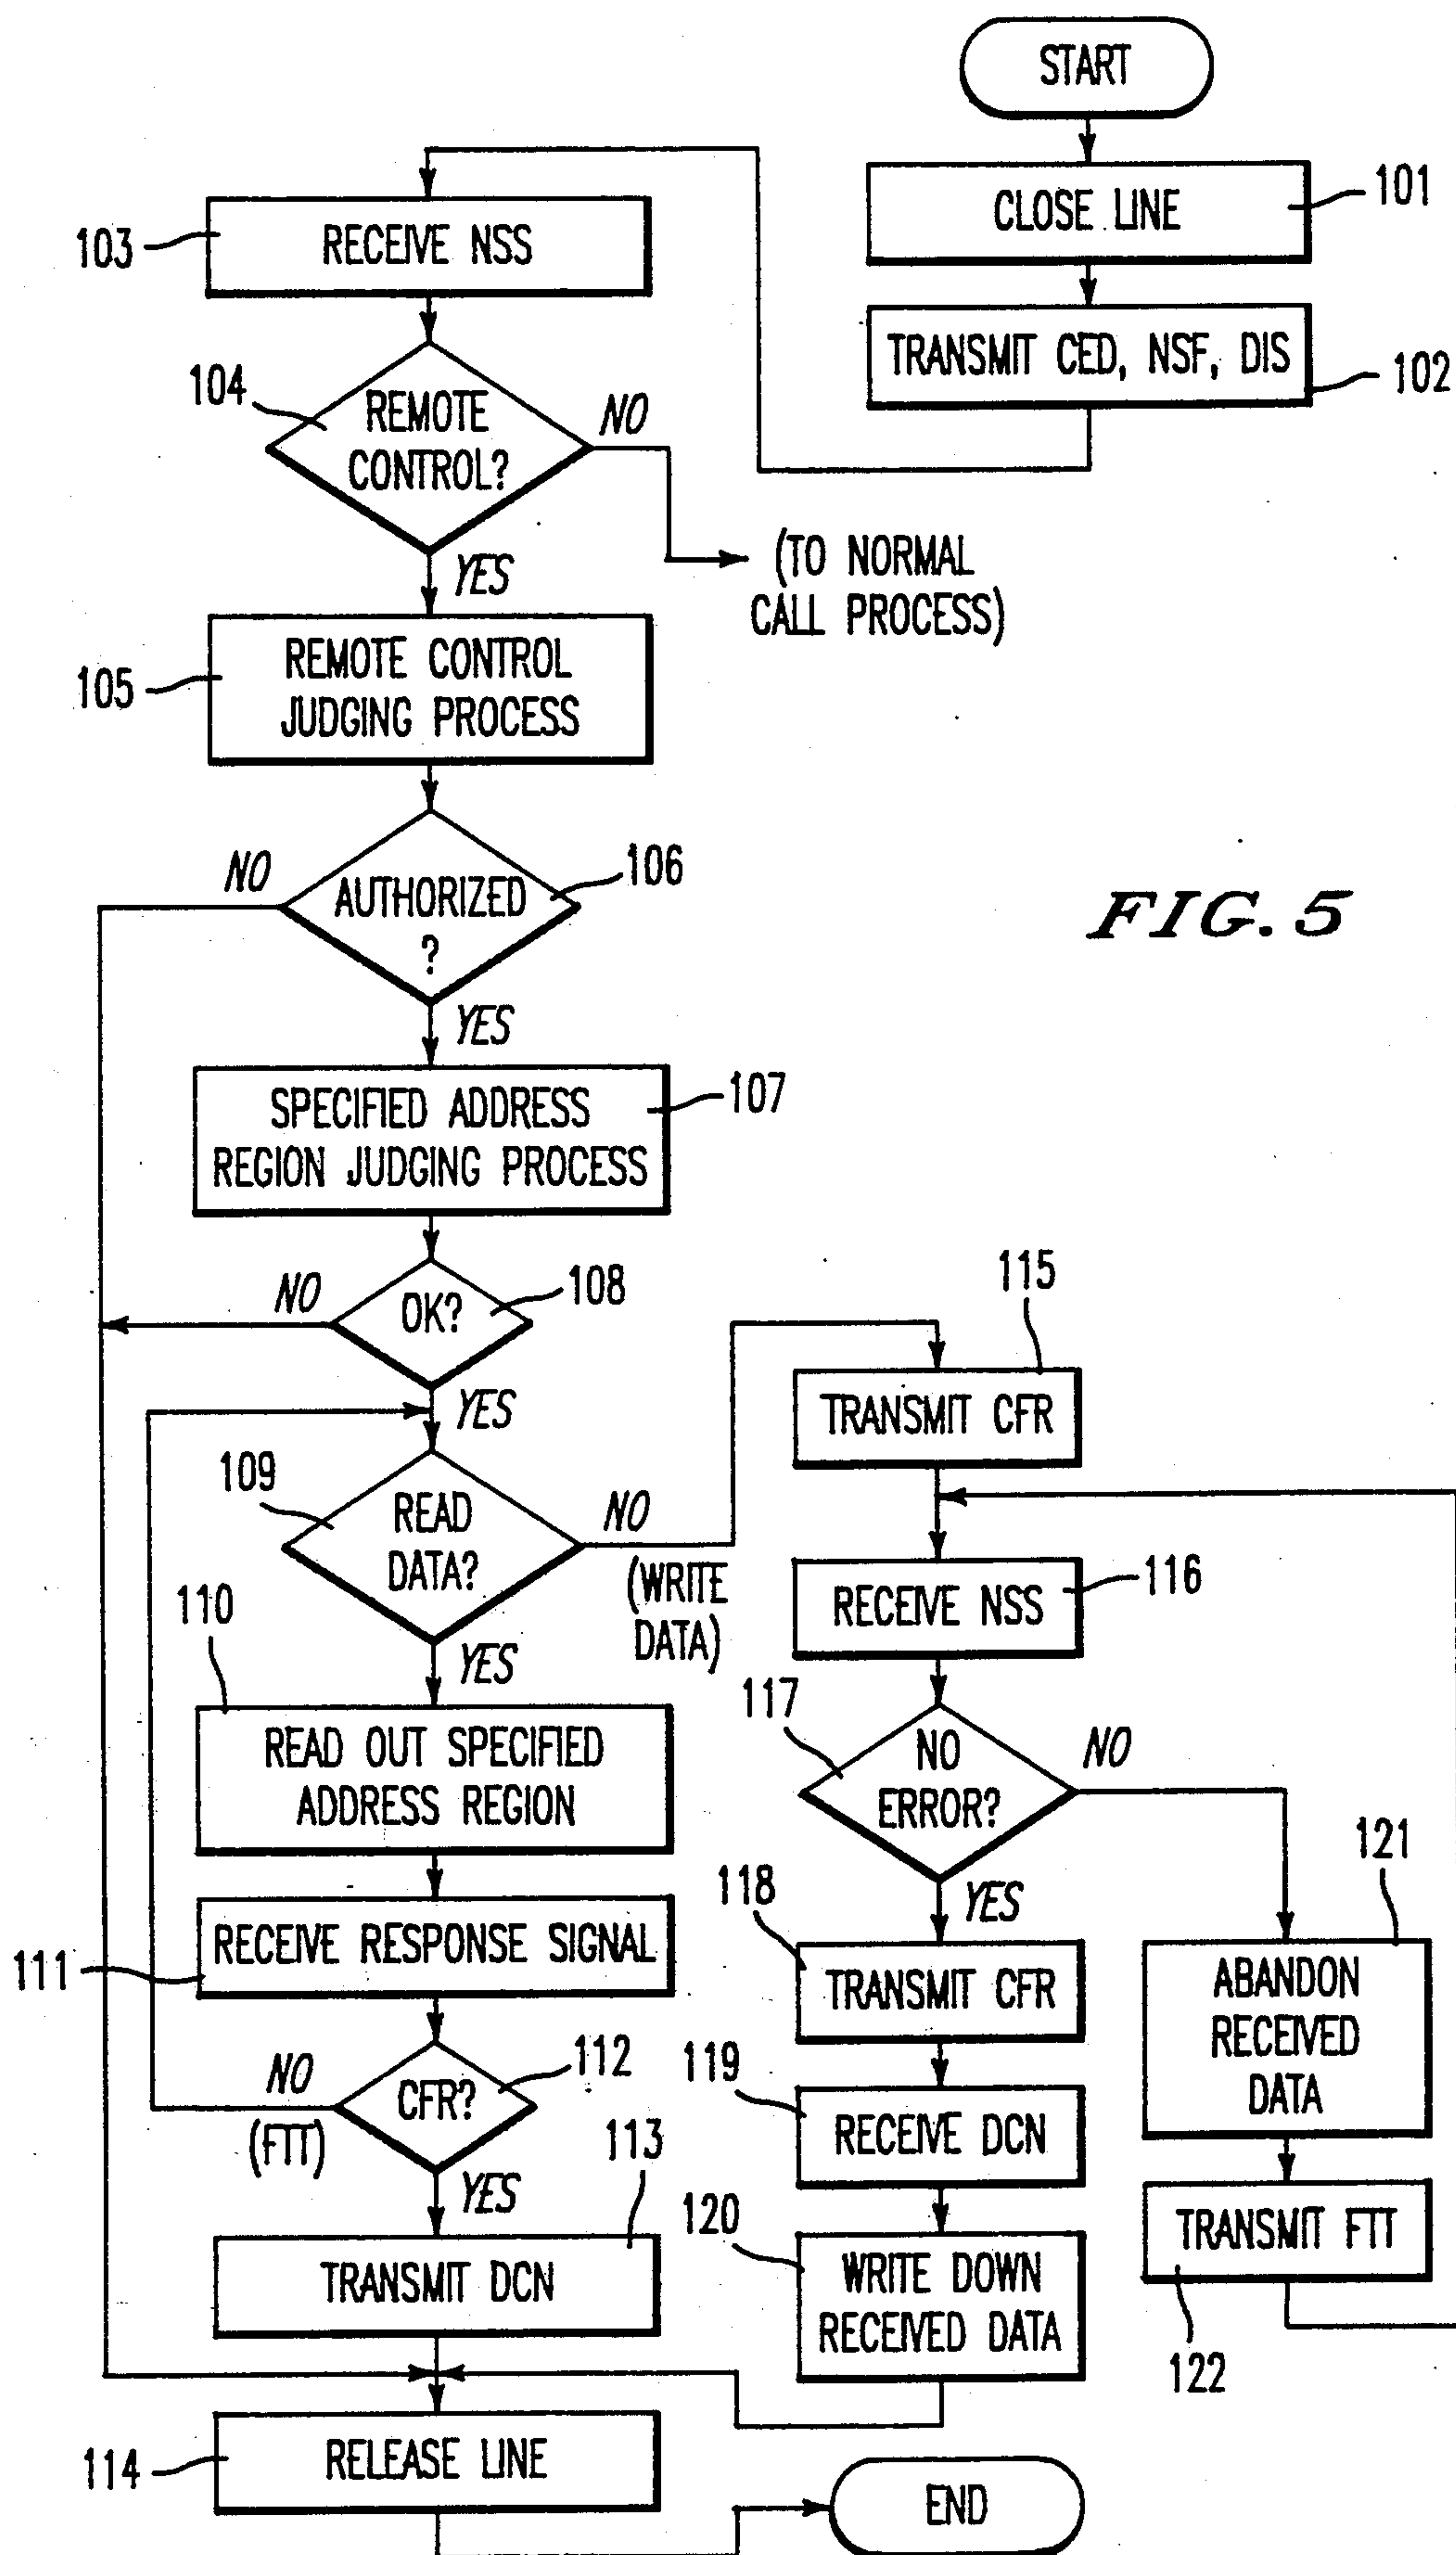 START
CLOSE LINE
101
TRANSMIT CED, NSF, DIS
102
RECEIVE NSS
103
104
REMOTE
CONTROL?
NO
(TO NORMAL
CALL PROCESS)
YES
REMOTE CONTROL
JUDGING PROCESS
105
NO
AUTHORIZED
?
106
YES
FIG. 5
SPECIFIED ADDRESS
REGION JUDGING PROCESS
107
NO
OK?
108
YES
109
READ
DATA?
NO
(WRITE
DATA)
YES
110
READ OUT SPECIFIED
ADDRESS REGION
RECEIVE RESPONSE SIGNAL
111
NO
(FTT)
CFR?
112
YES
113
TRANSMIT DCN
RELEASE LINE
114
115
TRANSMIT CFR
RECEIVE NSS
116
117
NO
ERROR?
NO
YES
118
TRANSMIT CFR
119
RECEIVE DCN
120
WRITE DOWN
RECEIVED DATA
121
ABANDON
RECEIVED
DATA
TRANSMIT FTT
122
END